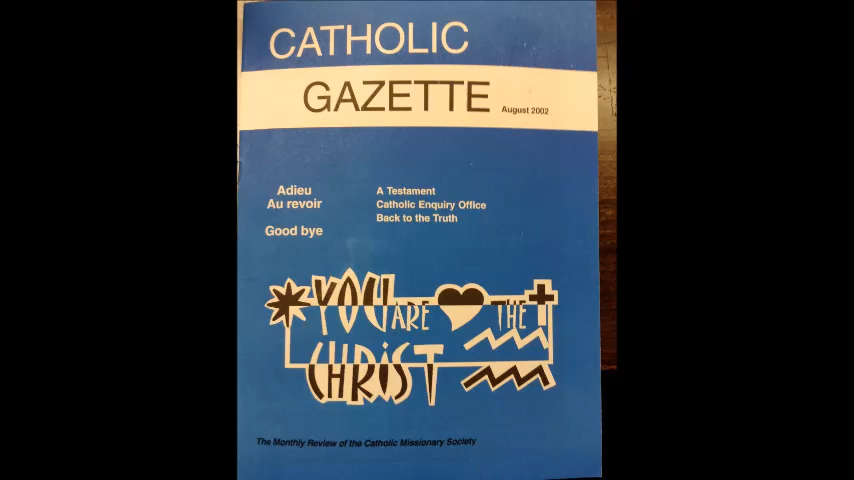 CATHOLIC
GAZETTE August 2002
Adieu
Au revoir
Good bye
A Testament
Catholic Enquiry Office
Back to the Truth
YOU ARE THE
CHRIST
The Monthly Review of the Catholic Missionary Society